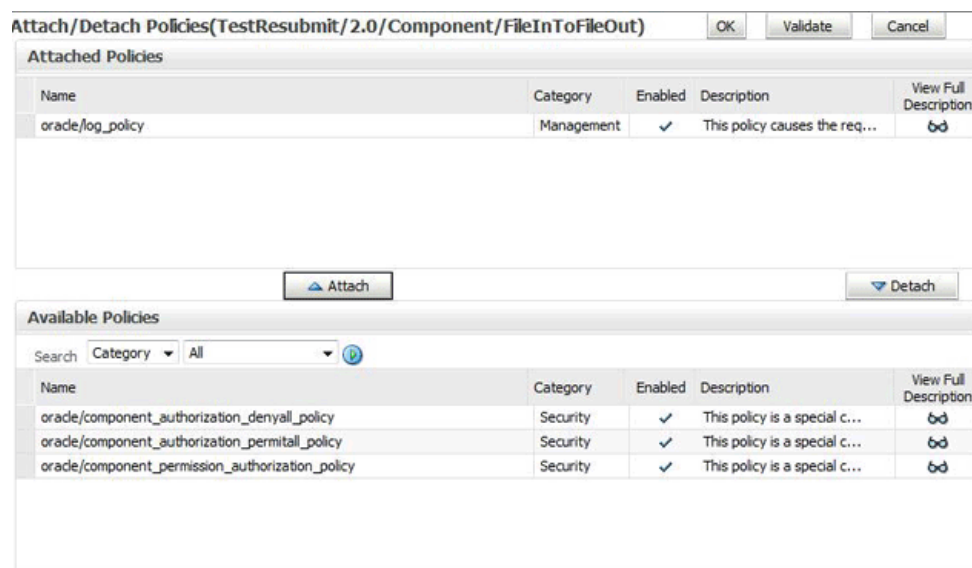 Attach/Detach Policies(TestResubmit/2.0/Component/FileInToFileOut) OK Validate Cancel
Attached Policies
Name Category Enabled Description View Full Description
oracle/log_policy Management This policy causes the req...
Attach Detach
Available Policies
Search Category All
Name Category Enabled Description View Full Description
oracle/component_authorization_denyall_policy Security This policy is a special c...
oracle/component_authorization_permitall_policy Security This policy is a special c...
oracle/component_permission_authorization_policy Security This policy is a special c...